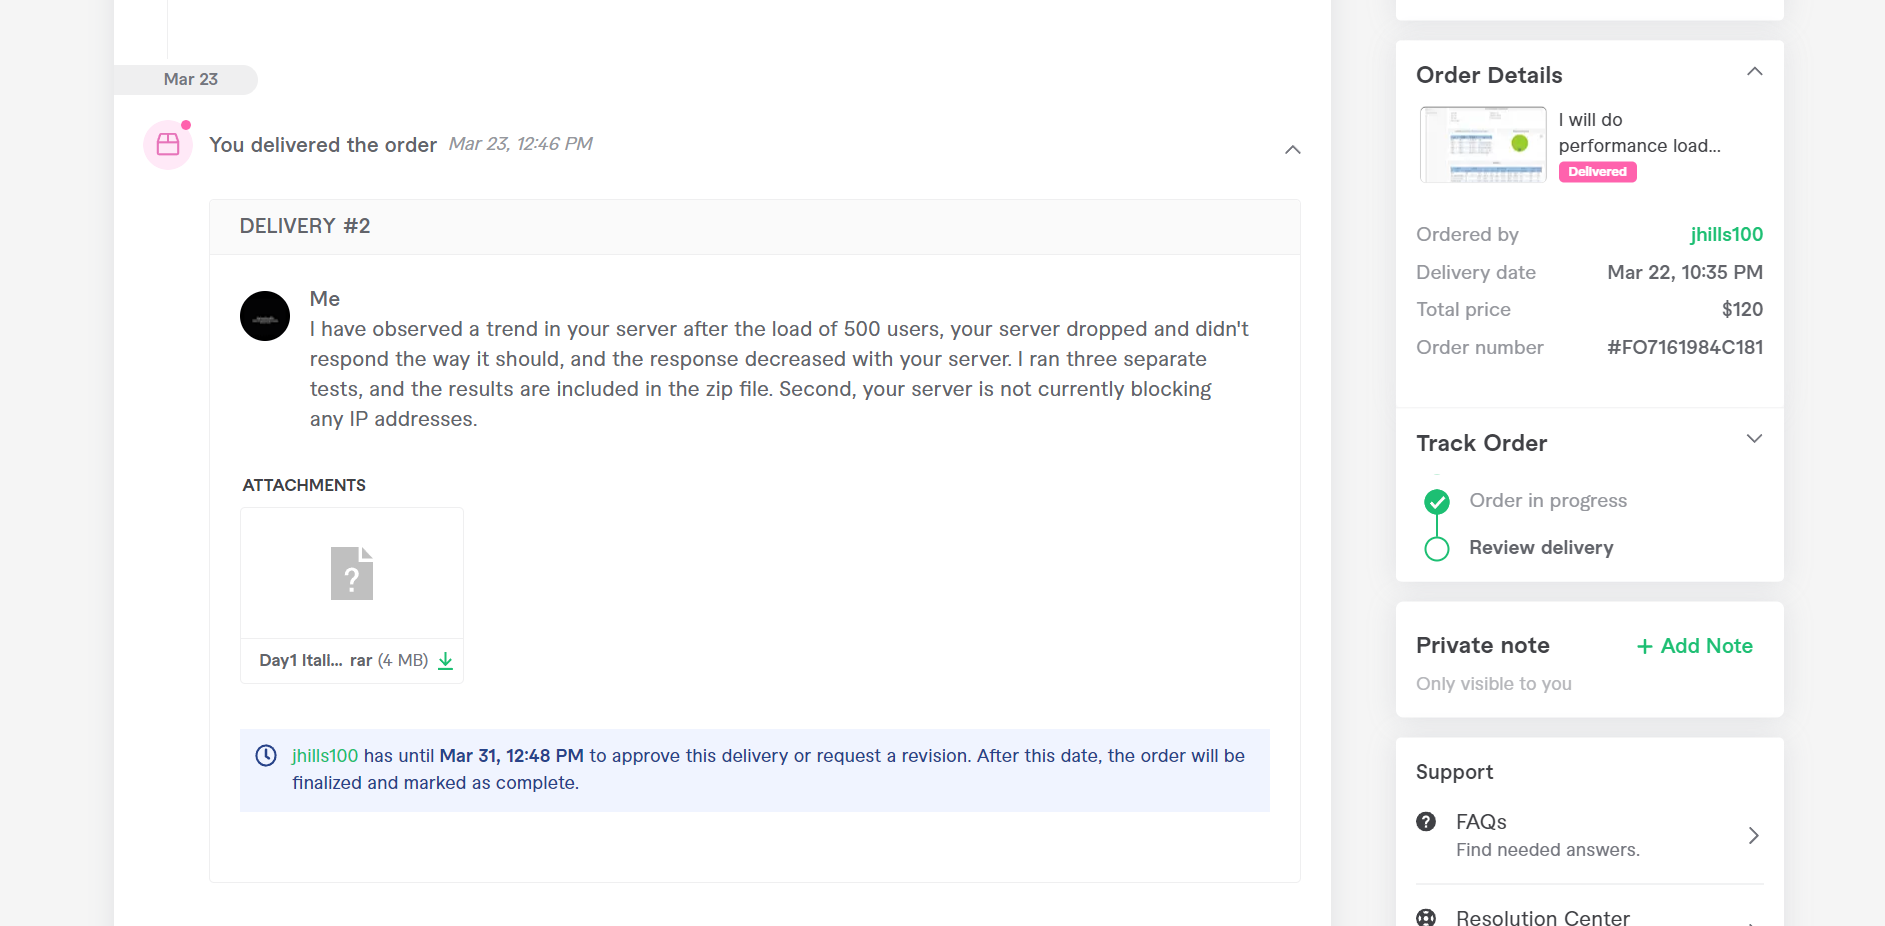 Mar 23
You delivered the order Mar 23, 12:46 PM
DELIVERY #2
Me
I have observed a trend in your server after the load of 500 users, your server dropped and didn't
respond the way it should, and the response decreased with your server. I ran three separate
tests, and the results are included in the zip file. Second, your server is not currently blocking
any IP addresses.
ATTACHMENTS
?
Day1 Itali... rar (4 MB)
jhills100 has until Mar 31, 12:48 PM to approve this delivery or request a revision. After this date, the order will be
finalized and marked as complete.
Order Details
I will do
performance load...
Delivered
Ordered by jhills100
Delivery date Mar 22, 10:35 PM
Total price $120
Order number #FO7161984C181
Track Order
Order in progress
Review delivery
Private note + Add Note
Only visible to you
Support
? FAQs
Find needed answers.
Resolution Center